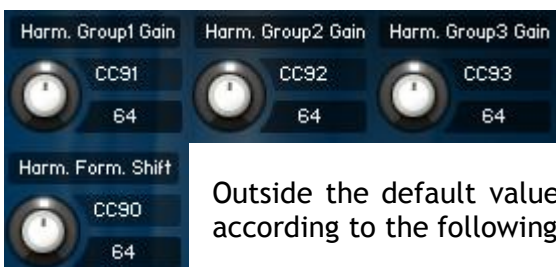 Harm. Group1 Gain
CC91
64
Harm. Group2 Gain
CC92
64
Harm. Group3 Gain
CC93
64
Harm. Form. Shift
CC90
64
Outside the default value
according to the following